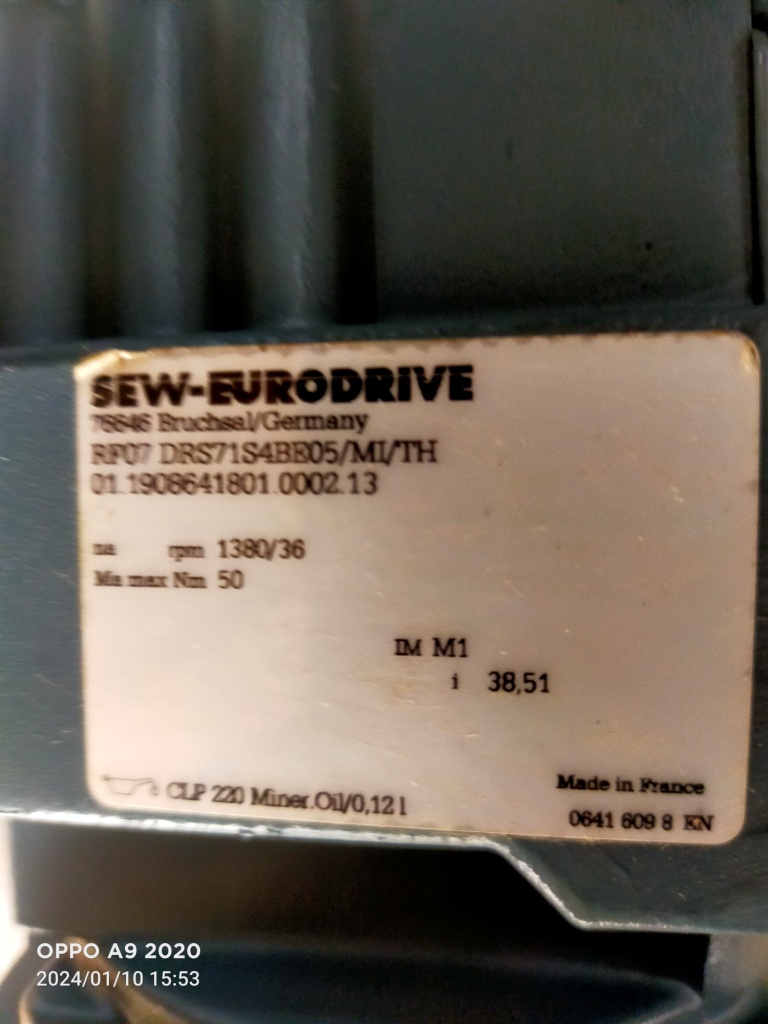 SEW-EURODRIVE
76646 Bruchsal/Germany
RF07 DRS71S4BE05/MI/TH
01.1908641801.0002.13
na rpm 1380/36
Ma max Nm 50
IM M1
i 38,51
CLP 220 Miner.Oil/0,12 l
Made in France
0641 609 8 EN
OPPO A9 2020
2024/01/10 15:53